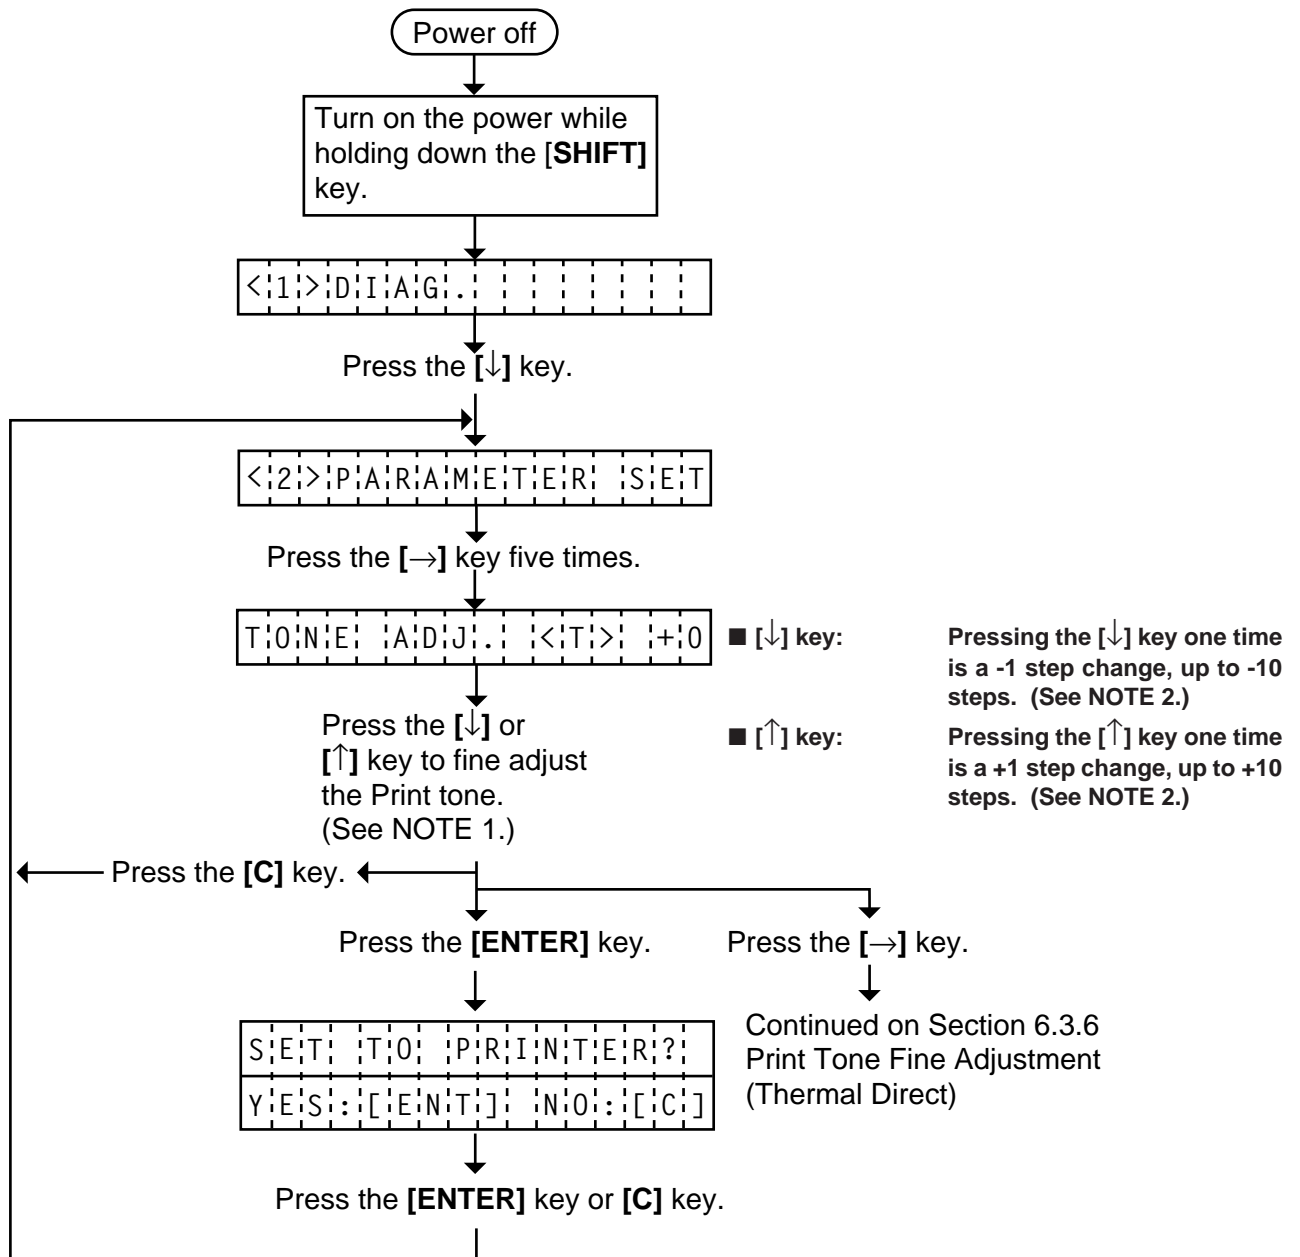 Power off
Turn on the power while
holding down the [SHIFT]
key.
<1>DIAG.
Press the [↓] key.
<2>PARAMETER SET
Press the [→] key five times.
TONE ADJ. <T> +0
■ [↓] key: Pressing the [↓] key one time
is a -1 step change, up to -10
steps. (See NOTE 2.)
■ [↑] key: Pressing the [↑] key one time
is a +1 step change, up to +10
steps. (See NOTE 2.)
Press the [↓] or
[↑] key to fine adjust
the Print tone.
(See NOTE 1.)
Press the [C] key.
Press the [ENTER] key.
Press the [→] key.
SET TO PRINTER?
YES:[ENT] NO:[C]
Continued on Section 6.3.6
Print Tone Fine Adjustment
(Thermal Direct)
Press the [ENTER] key or [C] key.